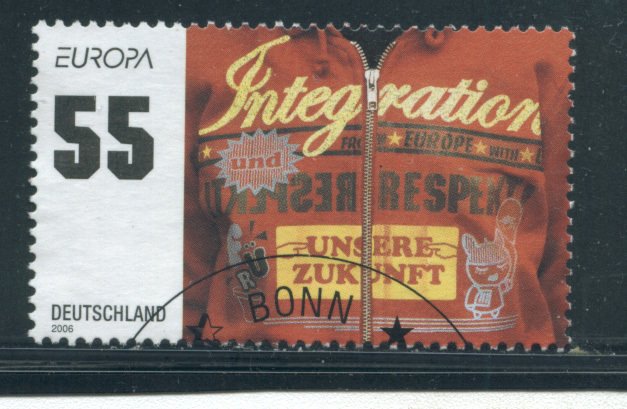 EUROPA
55
DEUTSCHLAND
2006
Integration
FROM ★ EUROPE ★ WITH
und
RESPEKT
UNSERE
ZUKUNFT
BONN